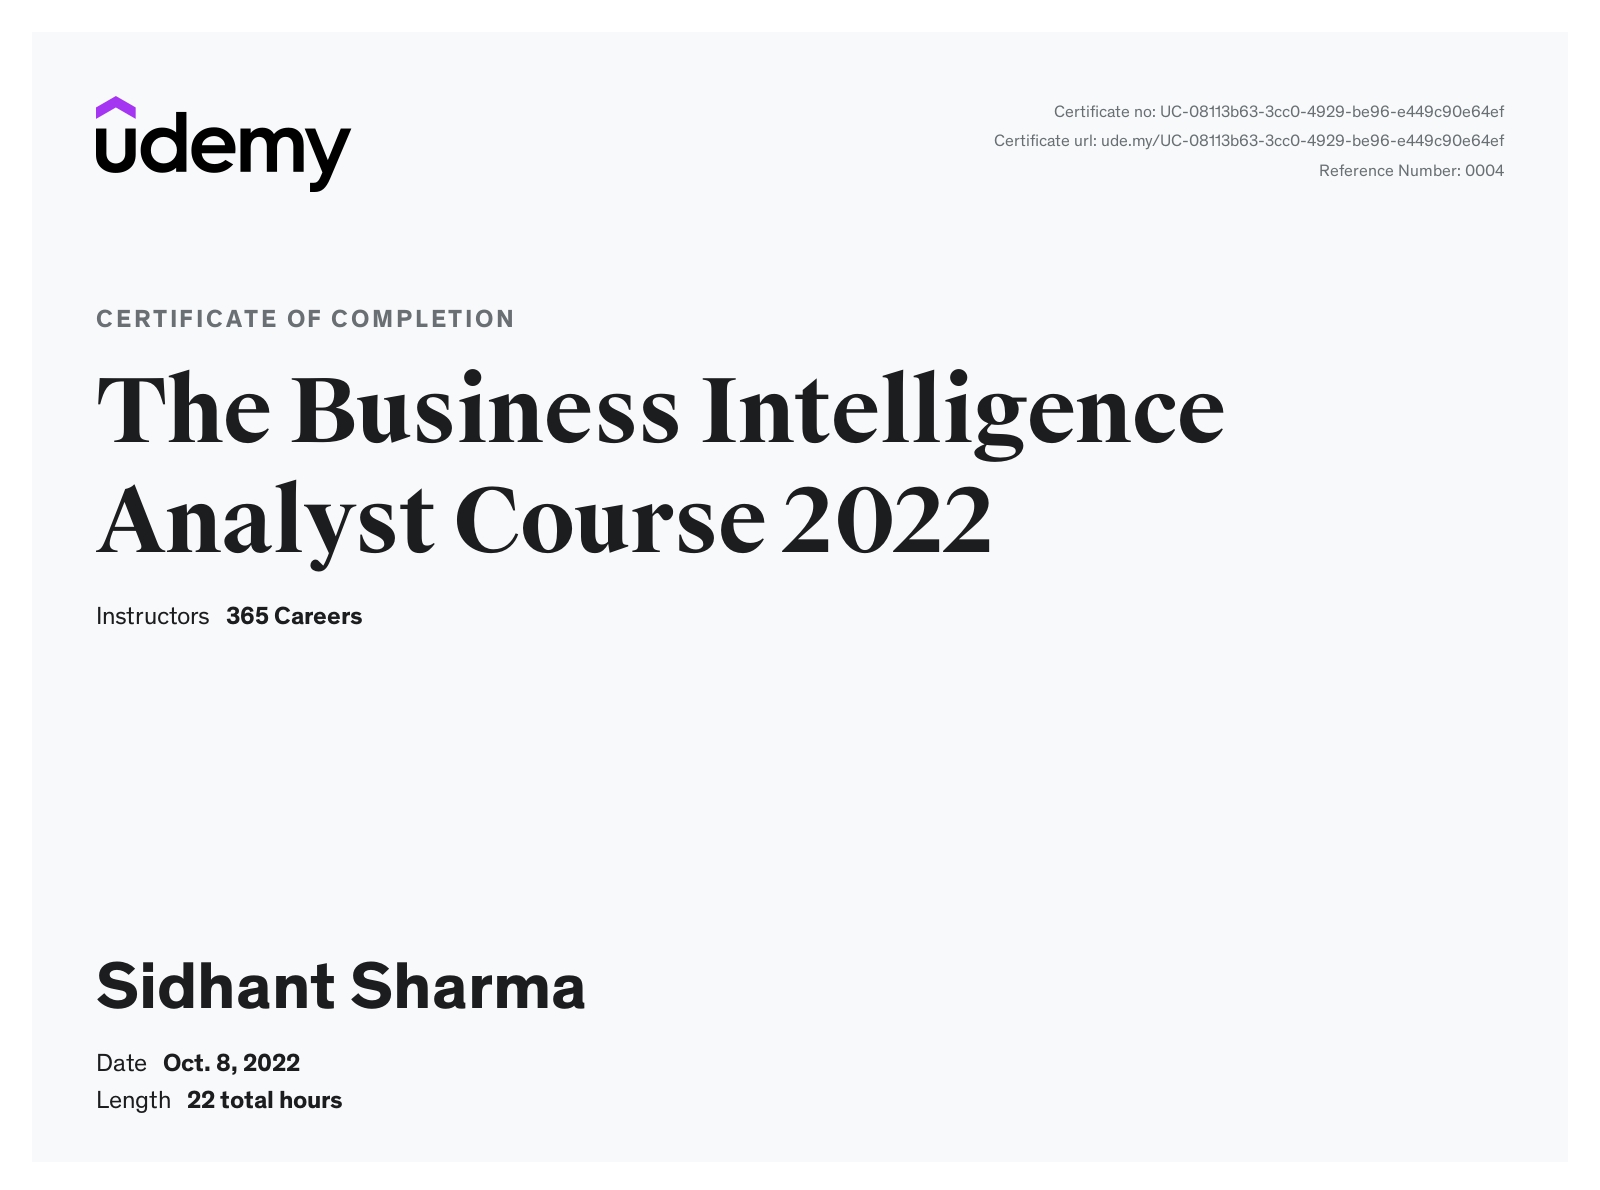 udemy
Certificate no: UC-08113b63-3cc0-4929-be96-e449c90e64ef
Certificate url: ude.my/UC-08113b63-3cc0-4929-be96-e449c90e64ef
Reference Number: 0004
CERTIFICATE OF COMPLETION
The Business Intelligence
Analyst Course 2022
Instructors 365 Careers
Sidhant Sharma
Date Oct. 8, 2022
Length 22 total hours